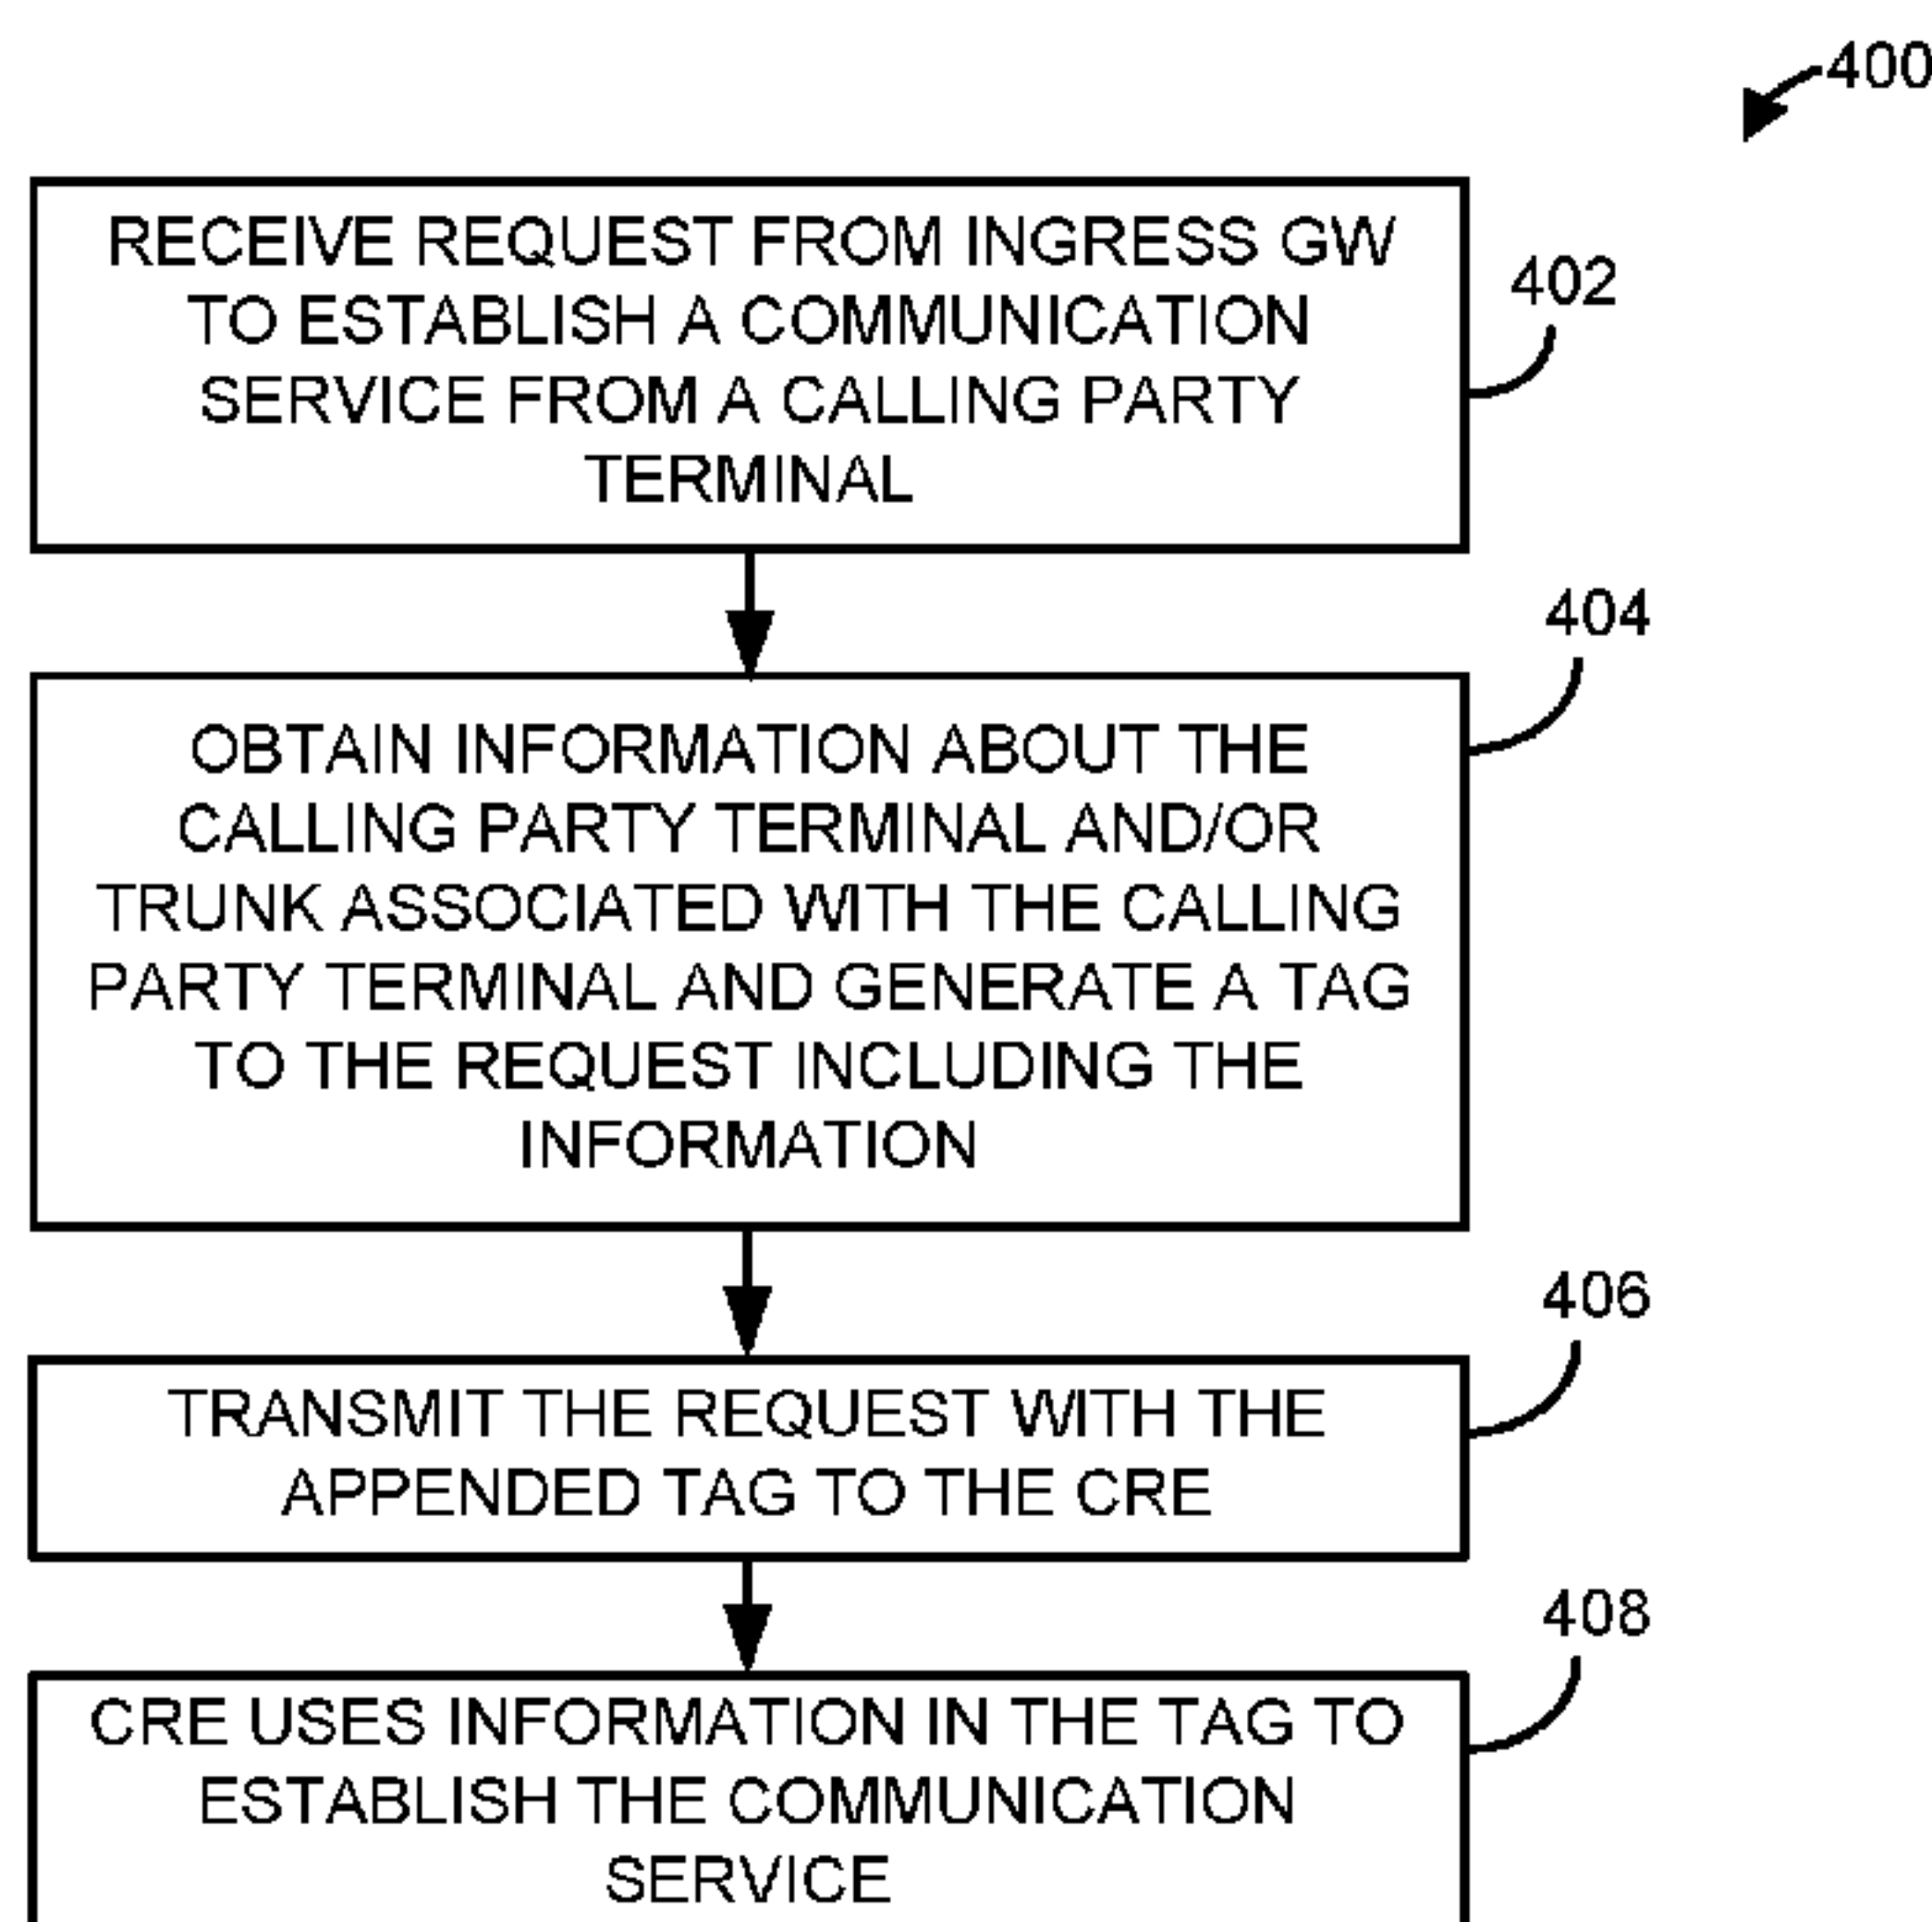 400
RECEIVE REQUEST FROM INGRESS GW
TO ESTABLISH A COMMUNICATION
SERVICE FROM A CALLING PARTY
TERMINAL
402
OBTAIN INFORMATION ABOUT THE
CALLING PARTY TERMINAL AND/OR
TRUNK ASSOCIATED WITH THE CALLING
PARTY TERMINAL AND GENERATE A TAG
TO THE REQUEST INCLUDING THE
INFORMATION
404
TRANSMIT THE REQUEST WITH THE
APPENDED TAG TO THE CRE
406
CRE USES INFORMATION IN THE TAG TO
ESTABLISH THE COMMUNICATION
SERVICE
408